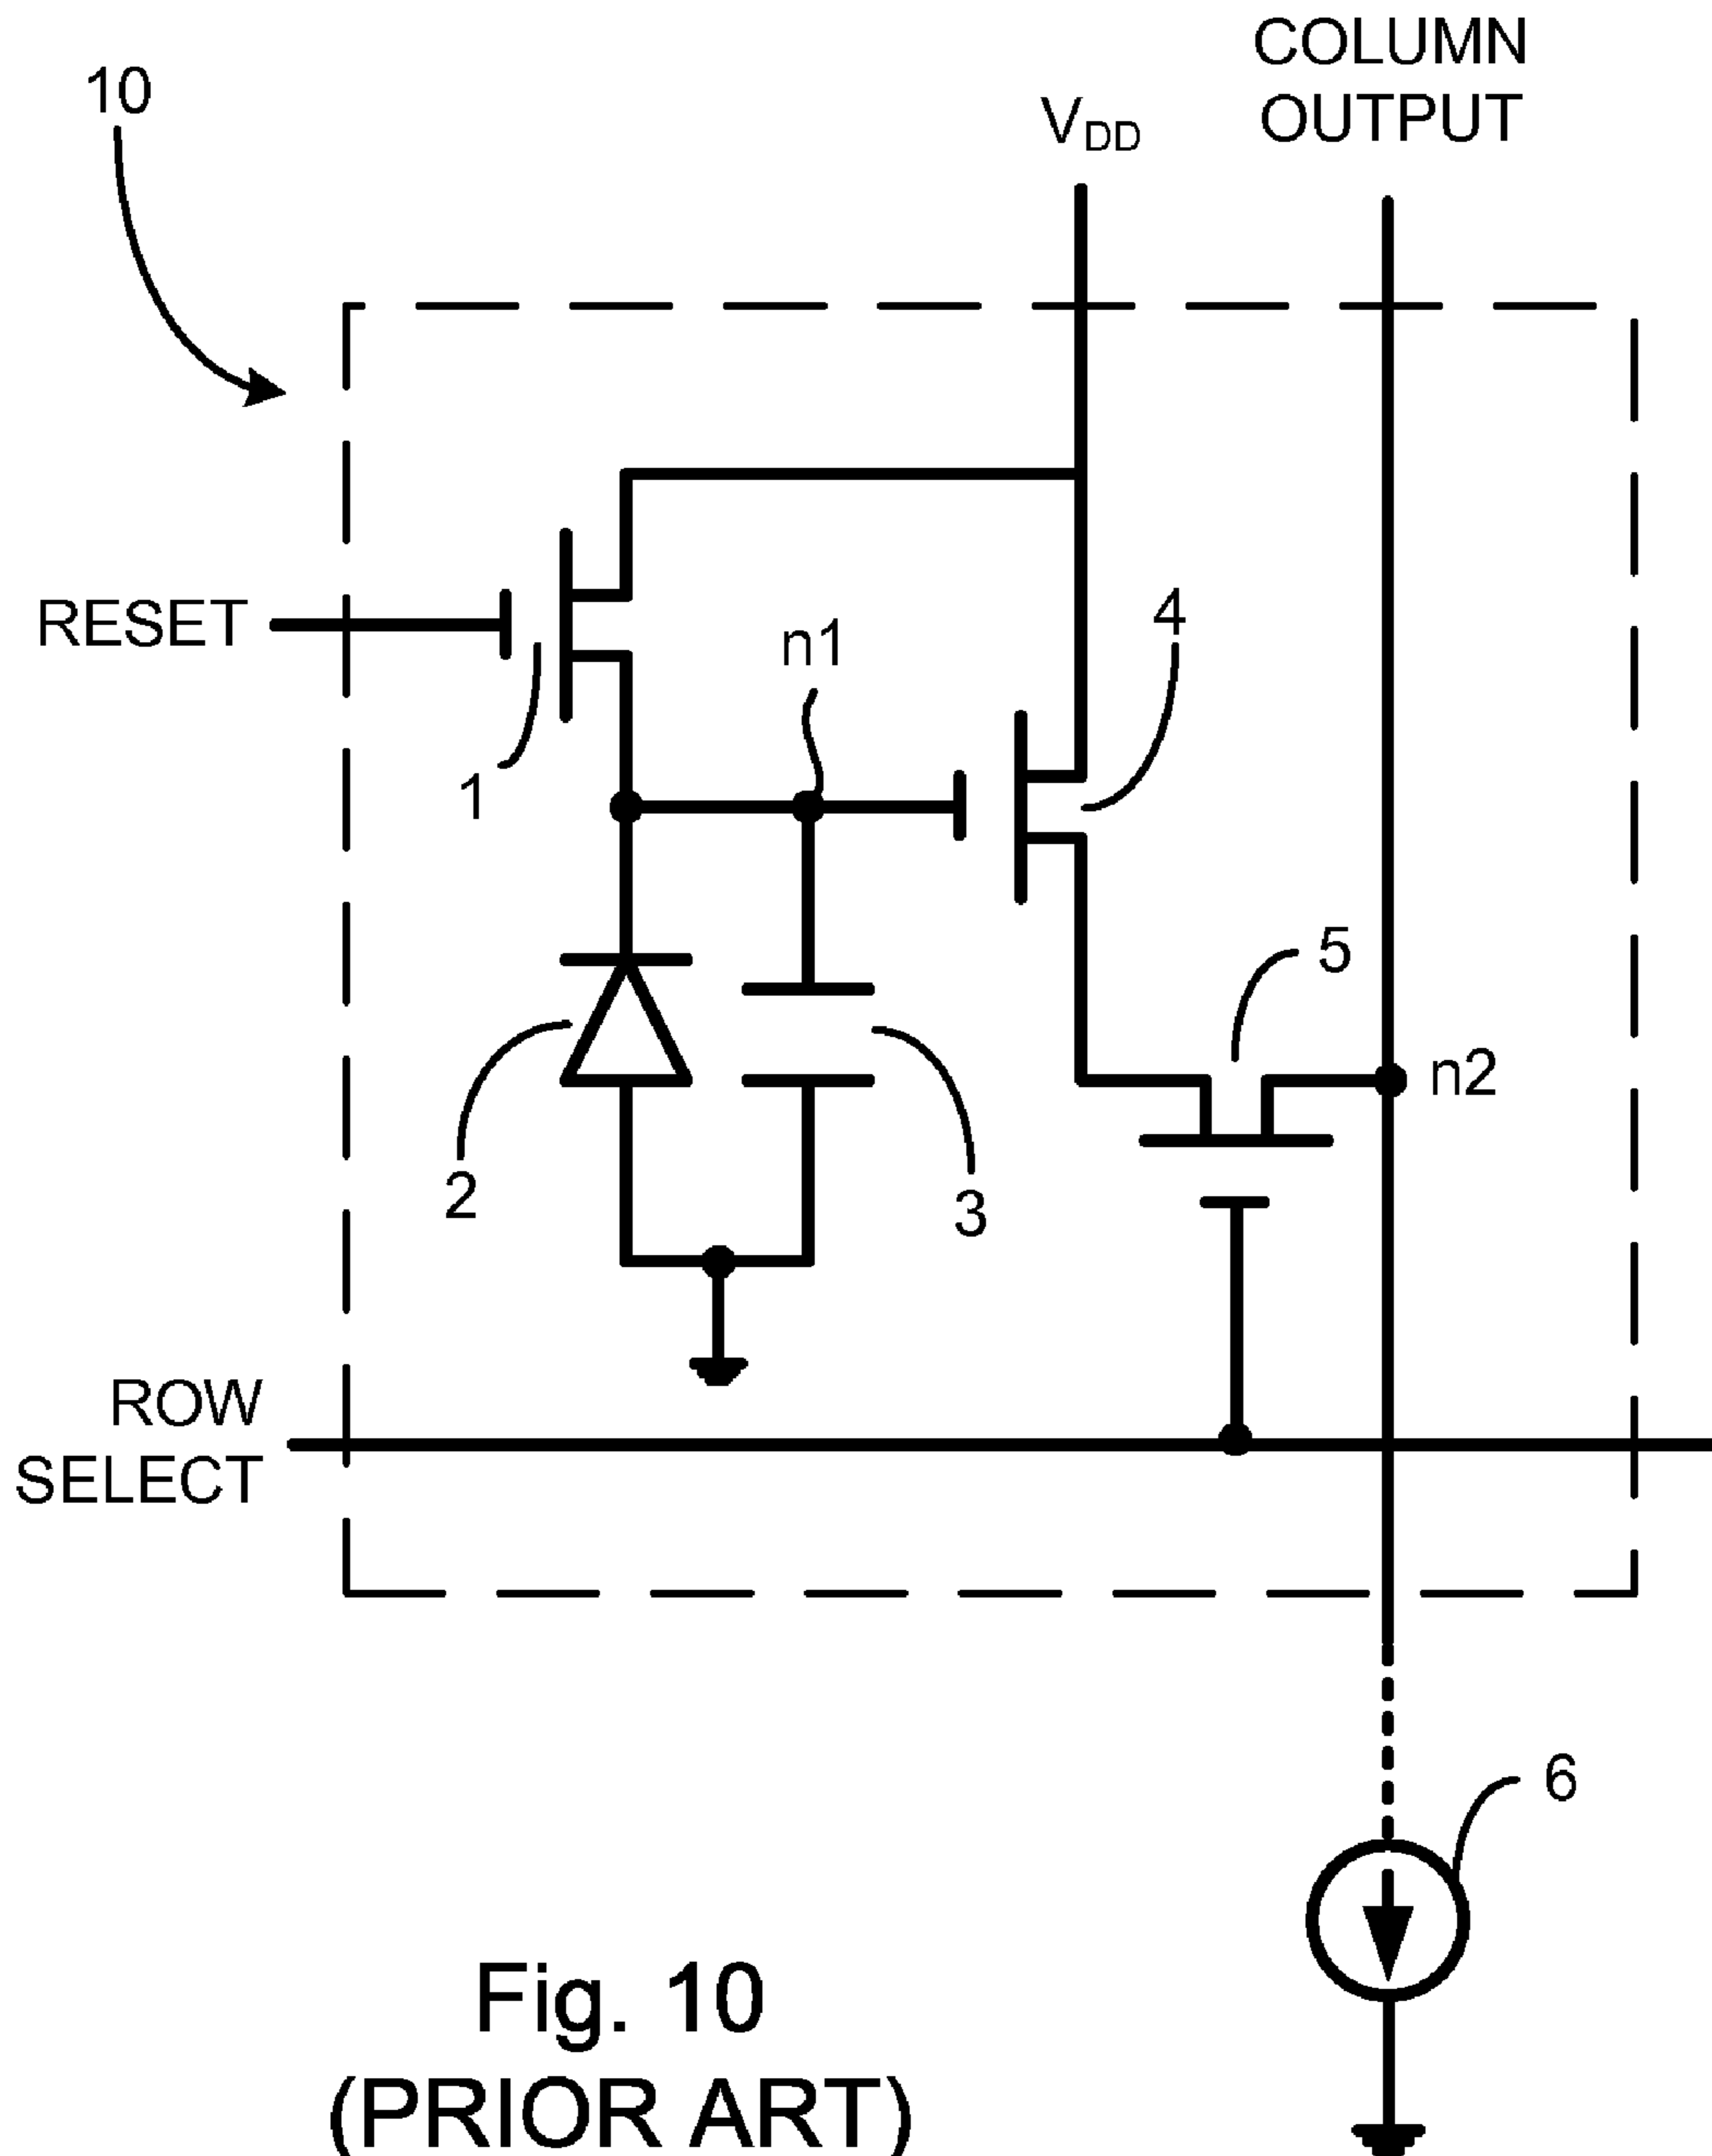 COLUMN
OUTPUT
10
VDD
RESET
n1
4
1
5
n2
2
3
ROW
SELECT
6
Fig. 10
(PRIOR ART)